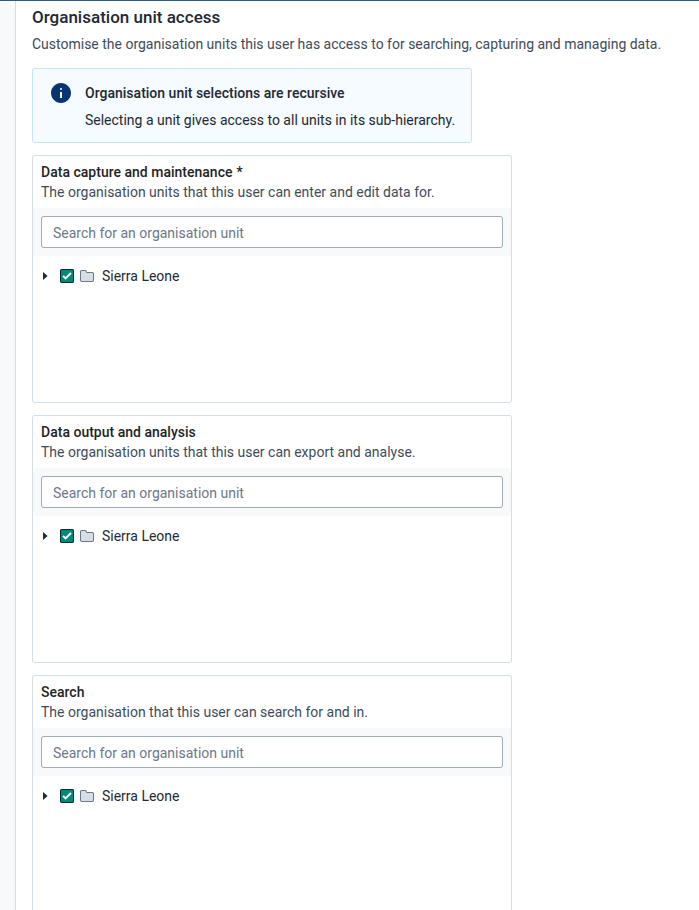 Organisation unit access
Customise the organisation units this user has access to for searching, capturing and managing data.
Organisation unit selections are recursive
Selecting a unit gives access to all units in its sub-hierarchy.
Data capture and maintenance *
The organisation units that this user can enter and edit data for.
Search for an organisation unit
Sierra Leone
Data output and analysis
The organisation units that this user can export and analyse.
Search for an organisation unit
Sierra Leone
Search
The organisation that this user can search for and in.
Search for an organisation unit
Sierra Leone